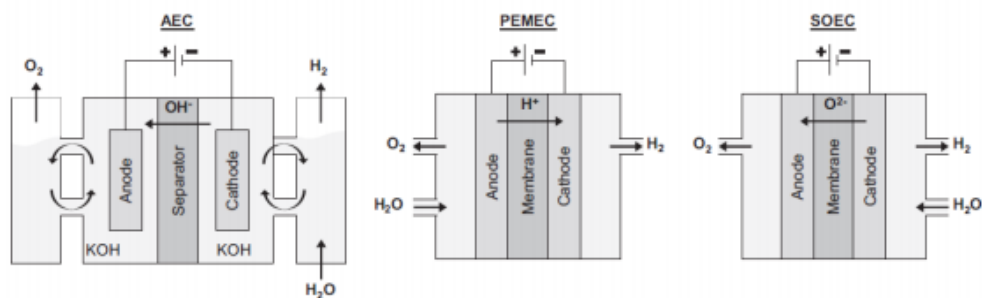 AEC
+ −
O₂
H₂
OH⁻
Anode
Separator
Cathode
KOH
KOH
H₂O
PEMEC
+ −
H⁺
O₂
H₂
H₂O
Anode
Membrane
Cathode
SOEC
+ −
O²⁻
O₂
H₂
H₂O
Anode
Membrane
Cathode